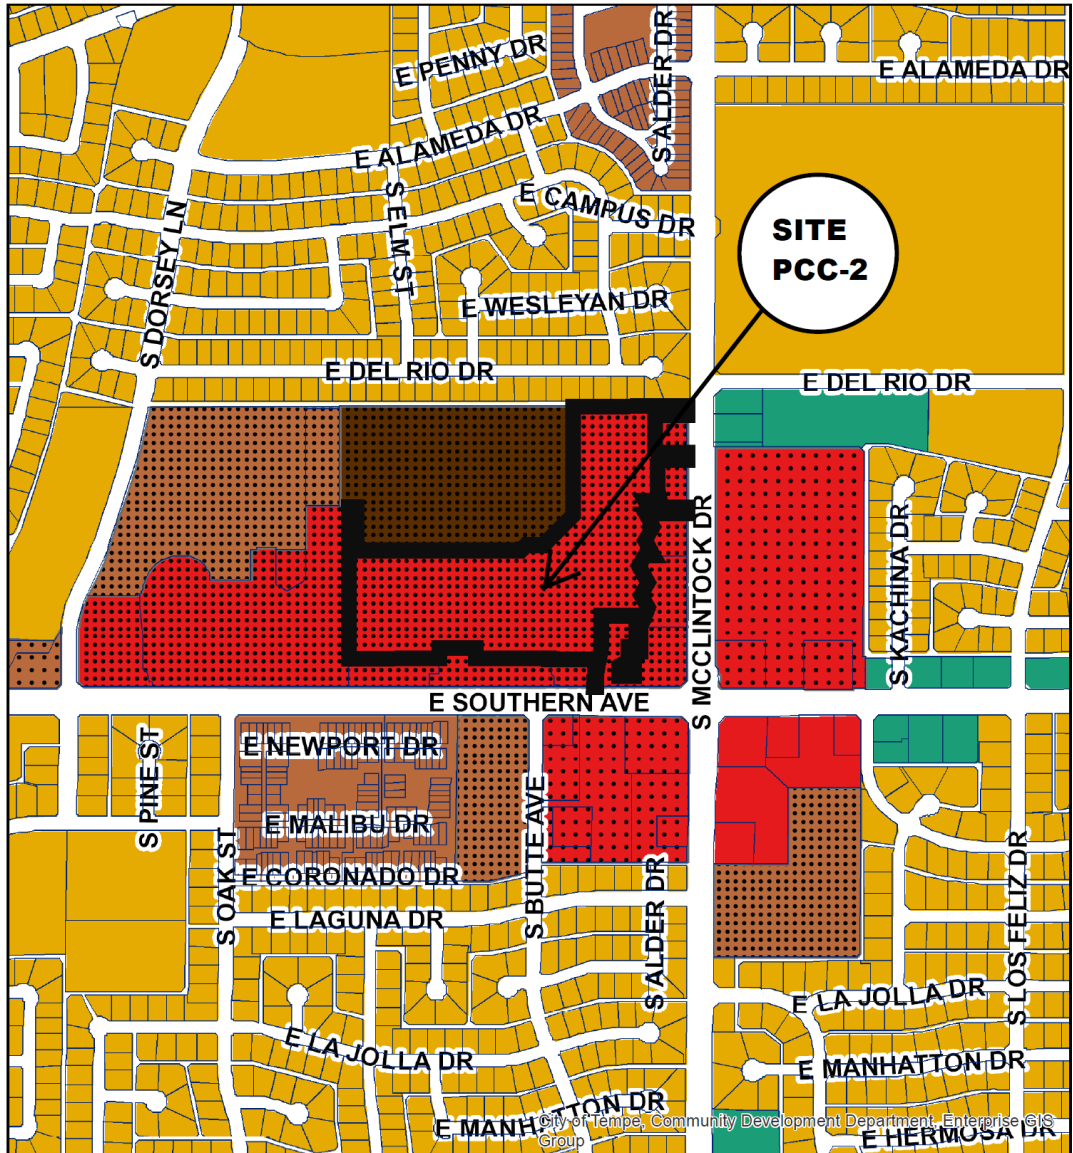 E PENNY DR
S ALDER DR
E ALAMEDA DR
E ALAMEDA DR
S ELM ST
E CAMPUS DR
S DORSEY LN
SITE
PCC-2
E WESLEYAN DR
E DEL RIO DR
E DEL RIO DR
S MCCLINTOCK DR
S KACHINA DR
E SOUTHERN AVE
S PINE ST
E NEWPORT DR
E MALIBU DR
S OAK ST
E CORONADO DR
S BUTTE AVE
E LAGUNA DR
S ALDER DR
S LOS FELIZ DR
E LA JOLLA DR
E LA JOLLA DR
E MANHATTON DR
E MANHATTON DR
City of Tempe, Community Development Department, Enterprise GIS
Group
E HERMOSA DR